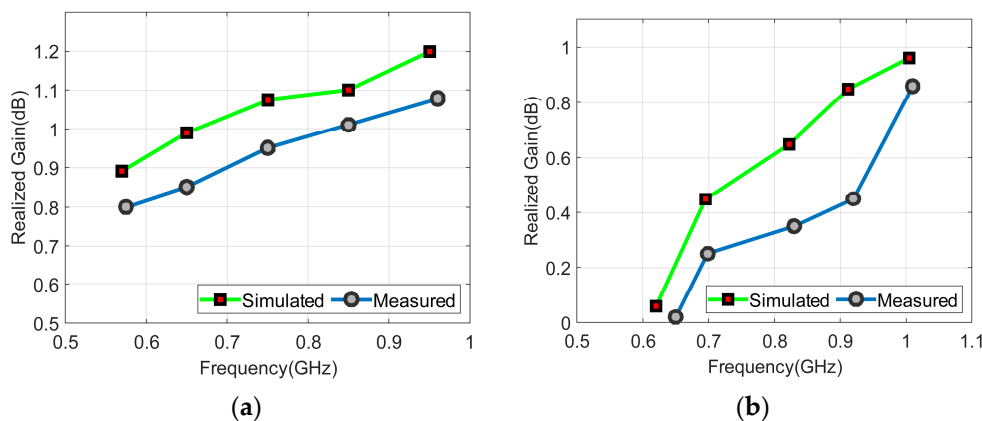 Realized Gain(dB)
1.2
1.1
1
0.9
0.8
0.7
0.6
0.5
Simulated Measured
0.5 0.6 0.7 0.8 0.9 1
Frequency(GHz)
(a)
Realized Gain(dB)
1
0.8
0.6
0.4
0.2
0
Simulated Measured
0.5 0.6 0.7 0.8 0.9 1 1.1
Frequency(GHz)
(b)